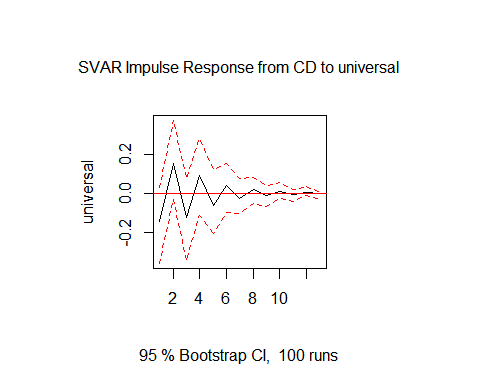 SVAR Impulse Response from CD to universal
universal
0.2
0.0
-0.2
2 4 6 8 10
95 % Bootstrap CI, 100 runs